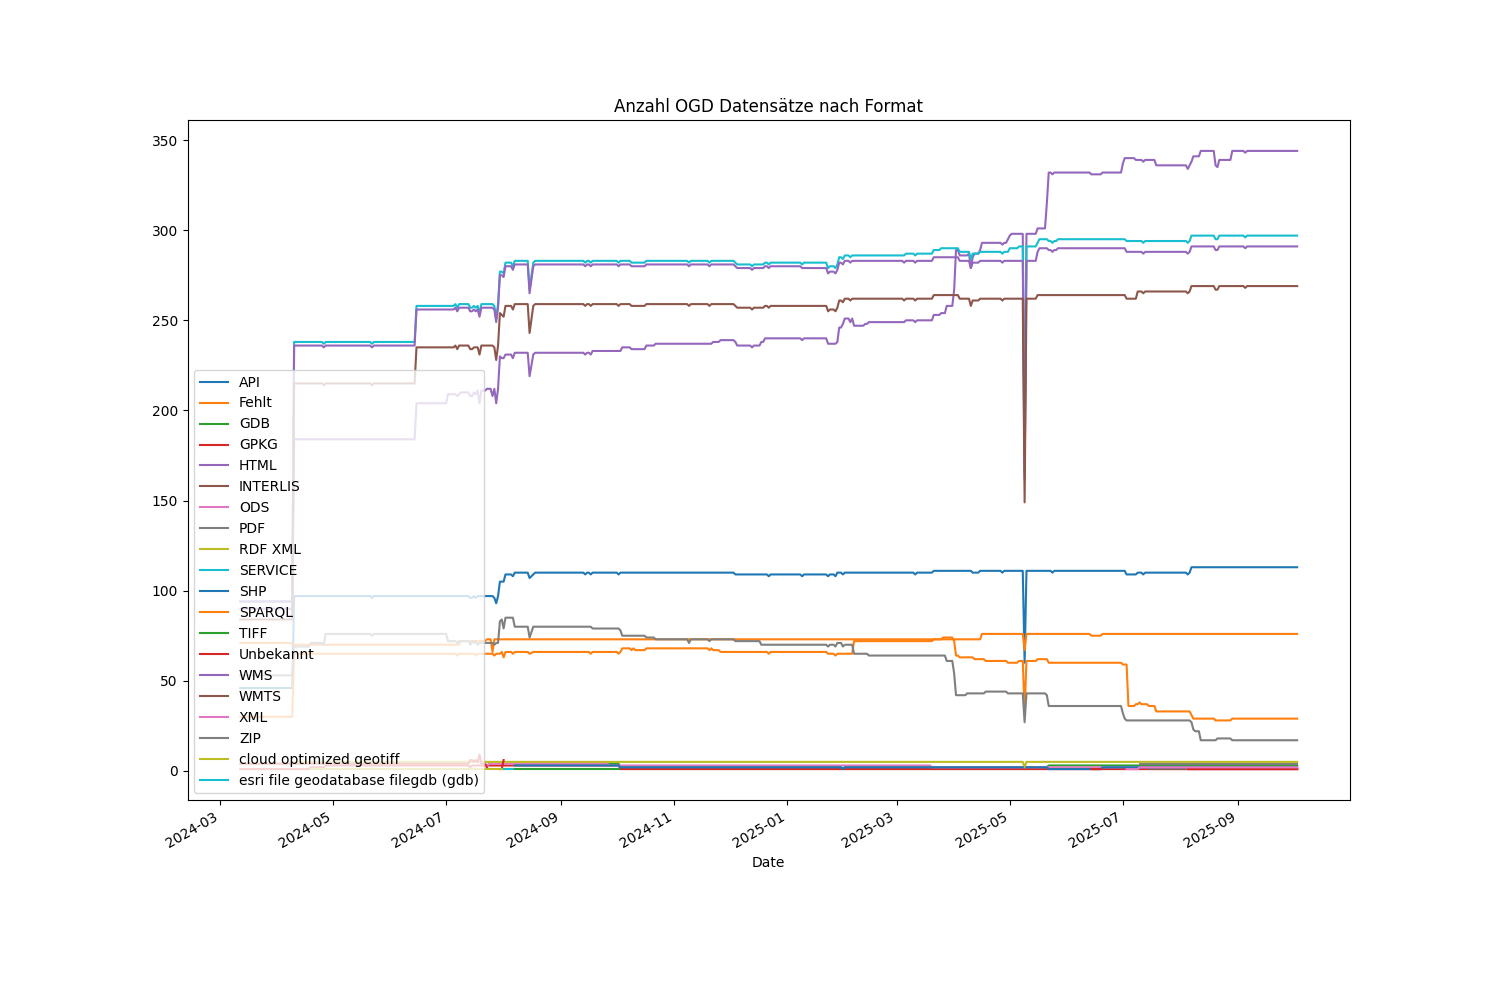 Anzahl OGD Datensätze nach Format
350
300
250
200
150
100
50
0
API
Fehlt
GDB
GPKG
HTML
INTERLIS
ODS
PDF
RDF XML
SERVICE
SHP
SPARQL
TIFF
Unbekannt
WMS
WMTS
XML
ZIP
cloud optimized geotiff
esri file geodatabase filegdb (gdb)
2024-03
2024-05
2024-07
2024-09
2024-11
2025-01
2025-03
2025-05
2025-07
2025-09
Date